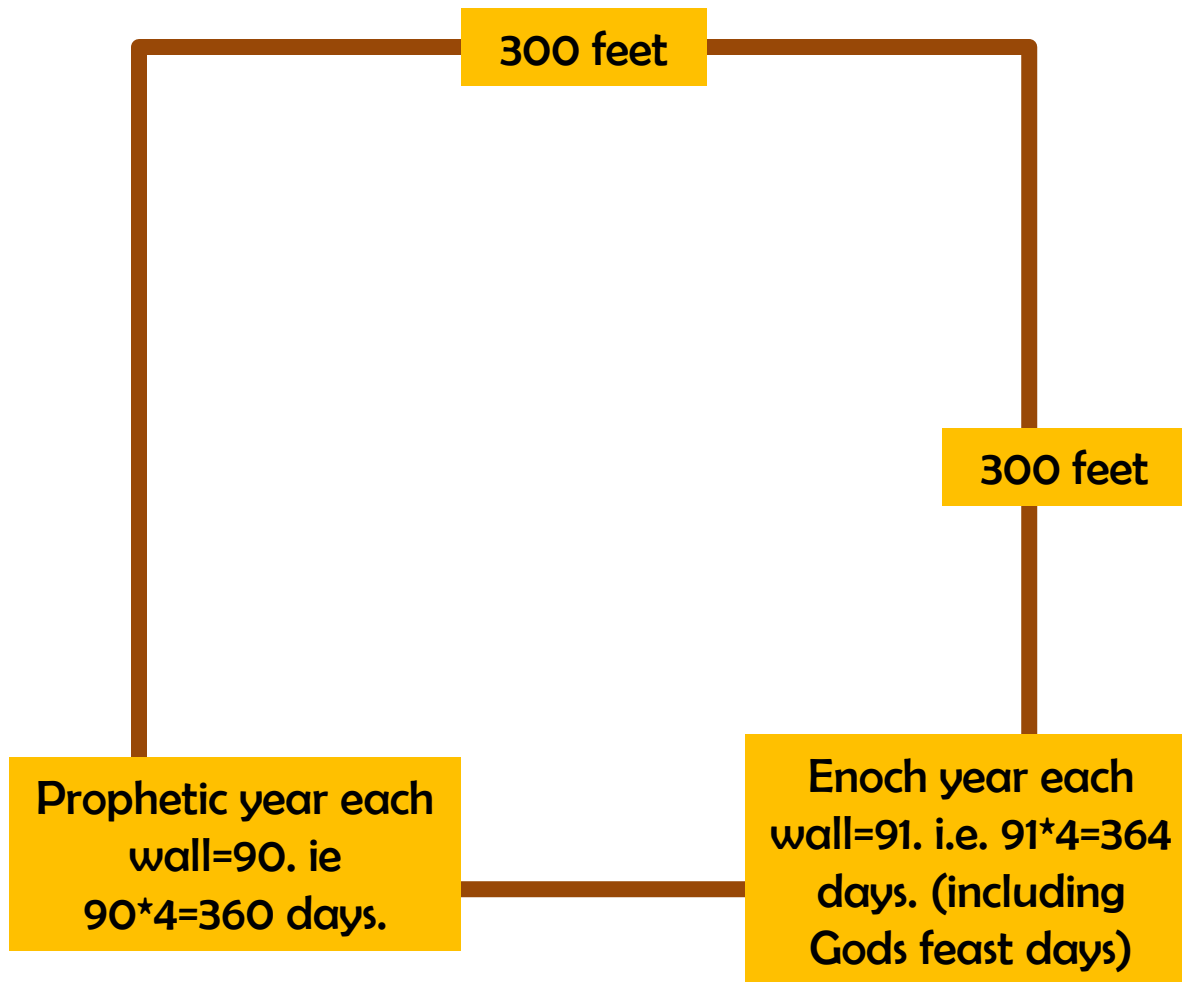 300 feet
300 feet
Prophetic year each
wall=90. ie
90*4=360 days.
Enoch year each
wall=91. i.e. 91*4=364
days. (including
Gods feast days)